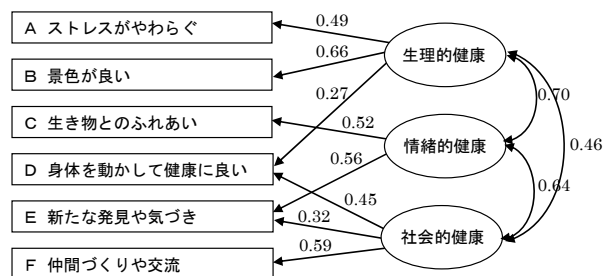 A ストレスがやわらぐ
B 景色が良い
C 生き物とのふれあい
D 身体を動かして健康に良い
E 新たな発見や気づき
F 仲間づくりや交流
0.49
0.66
0.27
0.52
0.56
0.45
0.32
0.59
生理的健康
情緒的健康
社会的健康
0.70
0.46
0.64